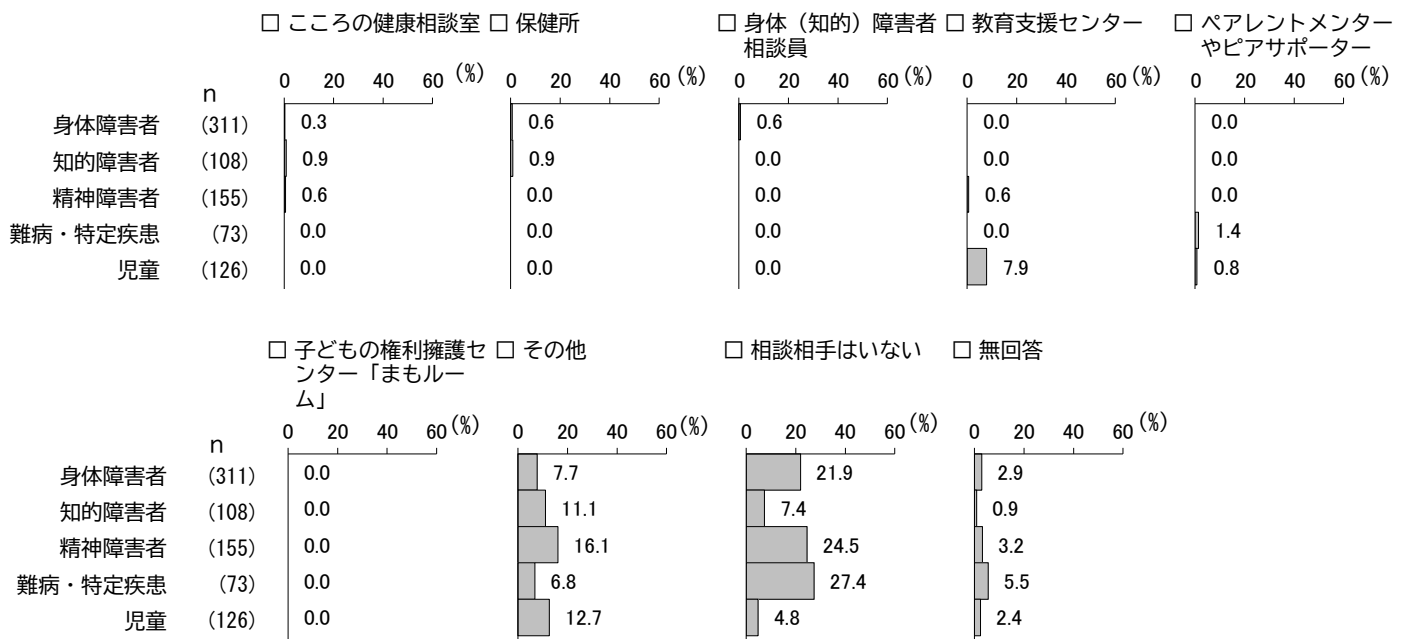 □ こころの健康相談室 □ 保健所 □ 身体（知的）障害者 □ 教育支援センター □ ペアレントメンター
相談員 やピアサポーター
0 20 40 60 (%) 0 20 40 60 (%) 0 20 40 60 (%) 0 20 40 60 (%) 0 20 40 60 (%)
n
身体障害者 (311) 0.3 0.6 0.6 0.0 0.0
知的障害者 (108) 0.9 0.9 0.0 0.0 0.0
精神障害者 (155) 0.6 0.0 0.0 0.6 0.0
難病・特定疾患 (73) 0.0 0.0 0.0 0.0 1.4
児童 (126) 0.0 0.0 0.0 7.9 0.8
□ 子どもの権利擁護セ □ その他 □ 相談相手はいない □ 無回答
ンター「まもルー
ム」
0 20 40 60 (%) 0 20 40 60 (%) 0 20 40 60 (%) 0 20 40 60 (%)
n
身体障害者 (311) 0.0 7.7 21.9 2.9
知的障害者 (108) 0.0 11.1 7.4 0.9
精神障害者 (155) 0.0 16.1 24.5 3.2
難病・特定疾患 (73) 0.0 6.8 27.4 5.5
児童 (126) 0.0 12.7 4.8 2.4